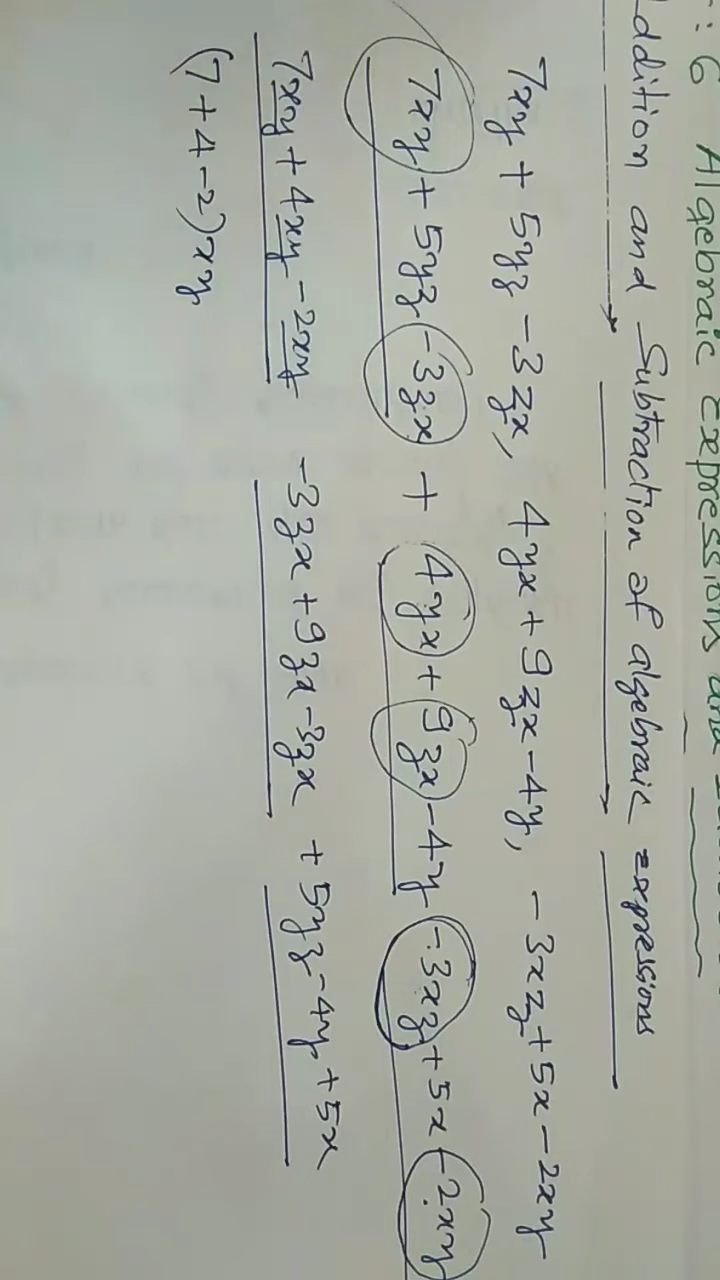 : 6 Algebraic Expressions and
Addition and Subtraction of algebraic expressions
7xy + 5yz - 3zx, 4yx + 9zx - 4y, - 3xz + 5x - 2xy
7xy + 5yz - 3zx + 4yx + 9zx - 4y - 3xz + 5x - 2xy
7xy + 4xy - 2xy - 3zx + 9zx - 3zx + 5yz - 4y + 5x
(7 + 4 - 2)xy